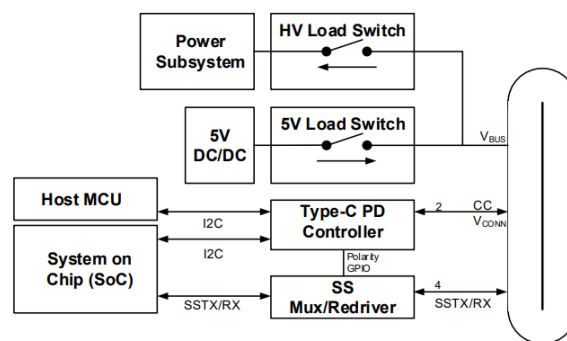 Power
Subsystem
HV Load Switch
5V
DC/DC
5V Load Switch
VBUS
Host MCU
I2C
Type-C PD
Controller
2
CC
VCONN
System on
Chip (SoC)
I2C
Polarity
GPIO
SSTX/RX
SS
Mux/Redriver
4
SSTX/RX